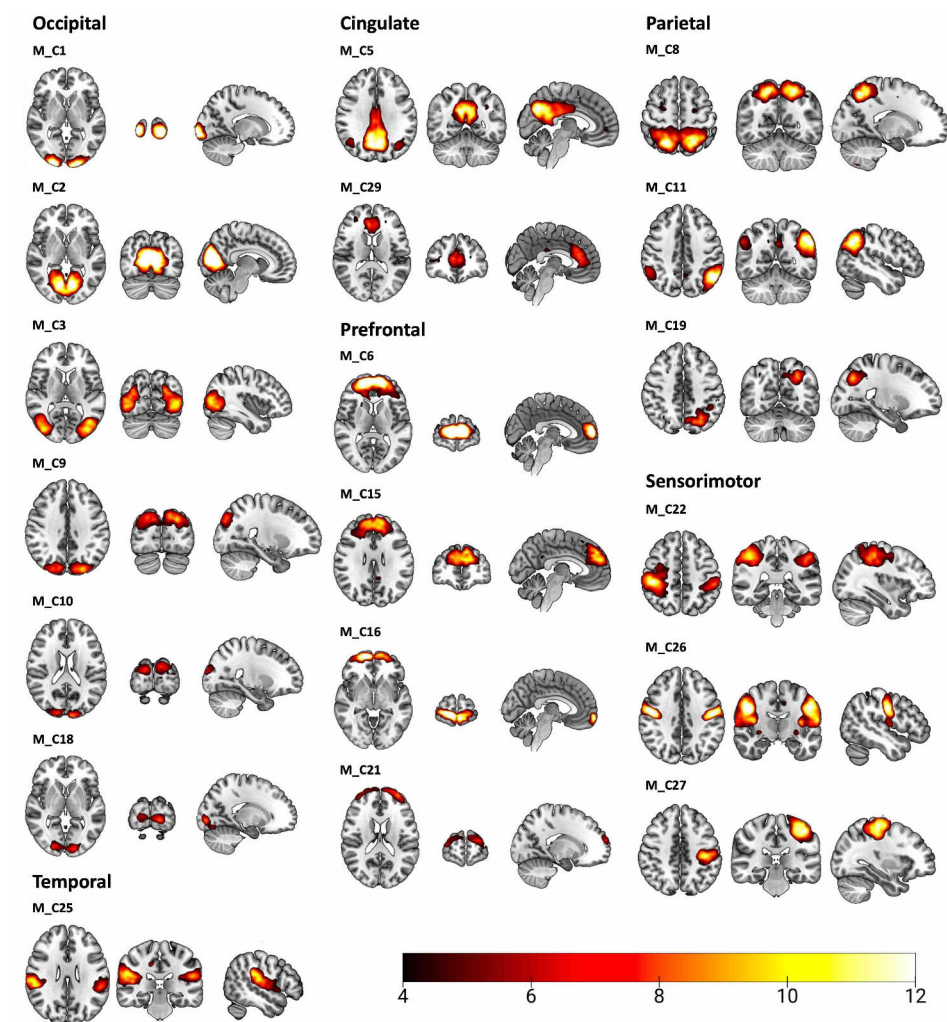 Occipital
M_C1
M_C2
M_C3
M_C9
M_C10
M_C18
Temporal
M_C25
Cingulate
M_C5
M_C29
Prefrontal
M_C6
M_C15
M_C16
M_C21
Parietal
M_C8
M_C11
M_C19
Sensorimotor
M_C22
M_C26
M_C27
4 6 8 10 12